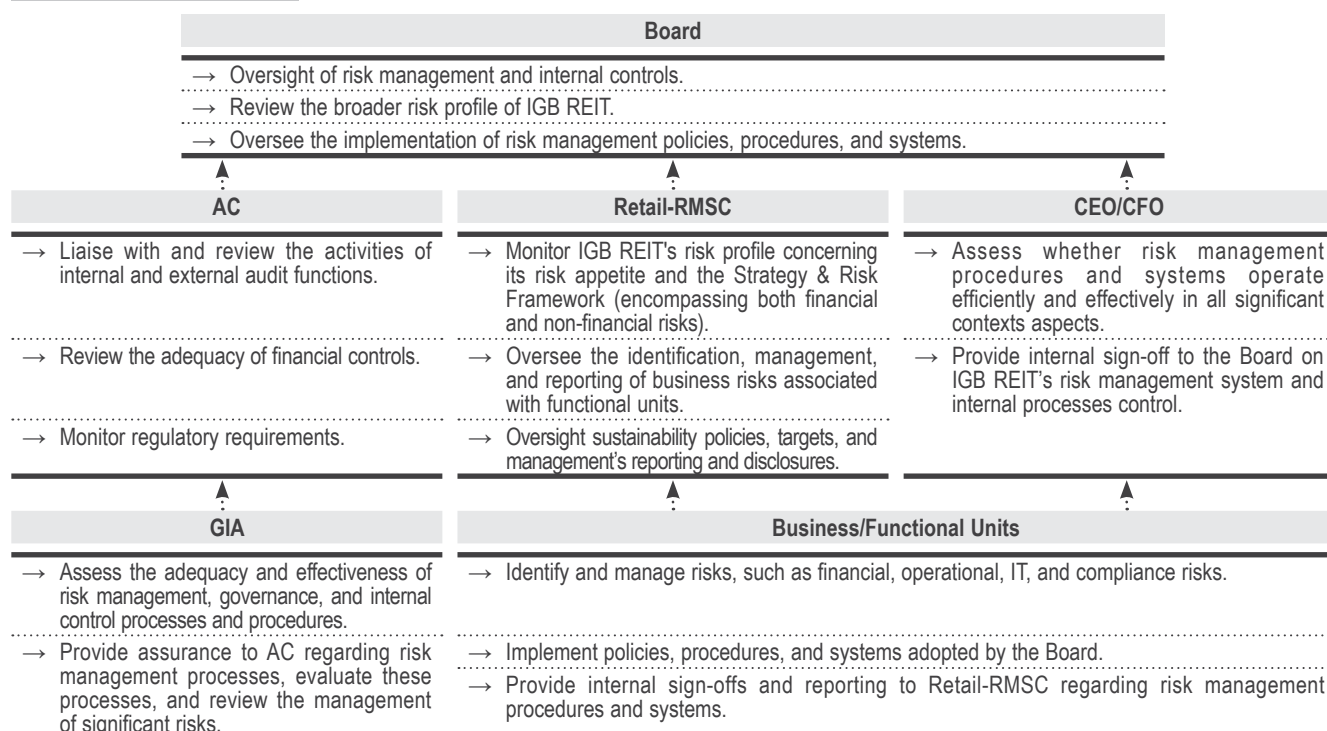 Board
→ Oversight of risk management and internal controls.
→ Review the broader risk profile of IGB REIT.
→ Oversee the implementation of risk management policies, procedures, and systems.
AC
→ Liaise with and review the activities of
internal and external audit functions.
→ Review the adequacy of financial controls.
→ Monitor regulatory requirements.
Retail-RMSC
→ Monitor IGB REIT's risk profile concerning
its risk appetite and the Strategy & Risk
Framework (encompassing both financial
and non-financial risks).
→ Oversee the identification, management,
and reporting of business risks associated
with functional units.
→ Oversight sustainability policies, targets, and
management's reporting and disclosures.
CEO/CFO
→ Assess whether risk management
procedures and systems operate
efficiently and effectively in all significant
contexts aspects.
→ Provide internal sign-off to the Board on
IGB REIT's risk management system and
internal processes control.
GIA
→ Assess the adequacy and effectiveness of
risk management, governance, and internal
control processes and procedures.
→ Provide assurance to AC regarding risk
management processes, evaluate these
processes, and review the management
of significant risks.
Business/Functional Units
→ Identify and manage risks, such as financial, operational, IT, and compliance risks.
→ Implement policies, procedures, and systems adopted by the Board.
→ Provide internal sign-offs and reporting to Retail-RMSC regarding risk management
procedures and systems.